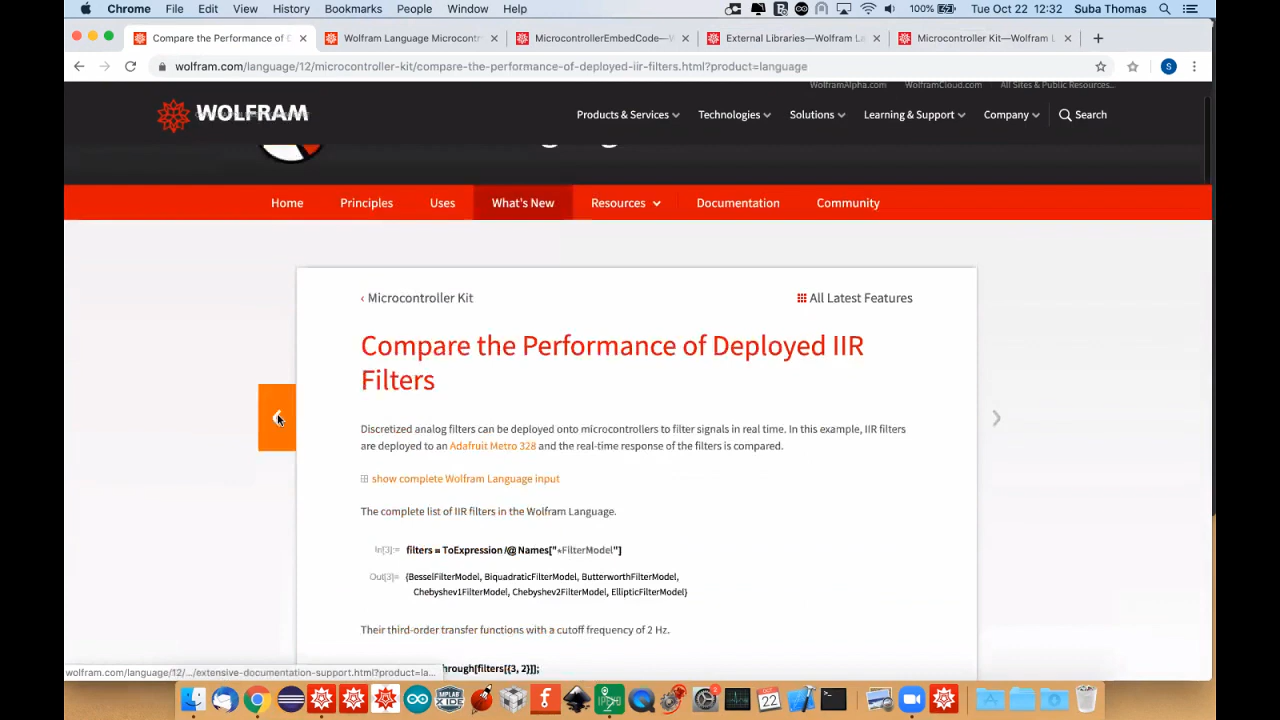 Chrome File Edit View History Bookmarks People Window Help 100% Tue Oct 22 12:32 Suba Thomas
Compare the Performance of D Wolfram Language Microcontr MicrocontrollerEmbedCode—W External Libraries—Wolfram La Microcontroller Kit—Wolfram L
wolfram.com/language/12/microcontroller-kit/compare-the-performance-of-deployed-iir-filters.html?product=language S
WolframAlpha.com WolframCloud.com All Sites & Public Resources...
WOLFRAM Products & Services Technologies Solutions Learning & Support Company Search
Home Principles Uses What's New Resources Documentation Community
‹ Microcontroller Kit All Latest Features
Compare the Performance of Deployed IIR
Filters
Discretized analog filters can be deployed onto microcontrollers to filter signals in real time. In this example, IIR filters
are deployed to an Adafruit Metro 328 and the real-time response of the filters is compared.
show complete Wolfram Language input
The complete list of IIR filters in the Wolfram Language.
In[3]:= filters = ToExpression /@ Names["*FilterModel"]
Out[3]= {BesselFilterModel, BiquadraticFilterModel, ButterworthFilterModel,
Chebyshev1FilterModel, Chebyshev2FilterModel, EllipticFilterModel}
Their third-order transfer functions with a cutoff frequency of 2 Hz.
hrough[filters[{3, 2}]];
wolfram.com/language/12/.../extensive-documentation-support.html?product=la...